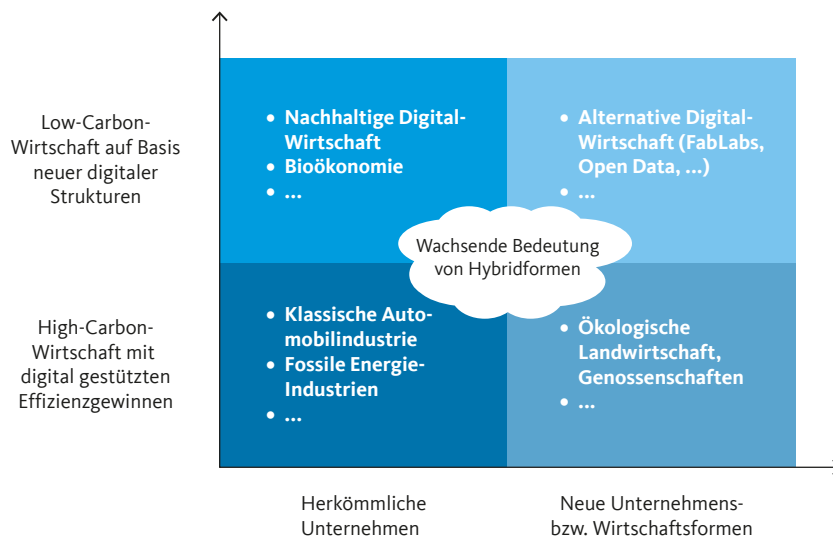 Low-Carbon-
Wirtschaft auf Basis
neuer digitaler
Strukturen
• Nachhaltige Digital-
Wirtschaft
• Bioökonomie
• ...
• Alternative Digital-
Wirtschaft (FabLabs,
Open Data, ...)
• ...
Wachsende Bedeutung
von Hybridformen
High-Carbon-
Wirtschaft mit
digital gestützten
Effizienzgewinnen
• Klassische Auto-
mobilindustrie
• Fossile Energie-
Industrien
• ...
• Ökologische
Landwirtschaft,
Genossenschaften
• ...
Herkömmliche
Unternehmen
Neue Unternehmens-
bzw. Wirtschaftsformen